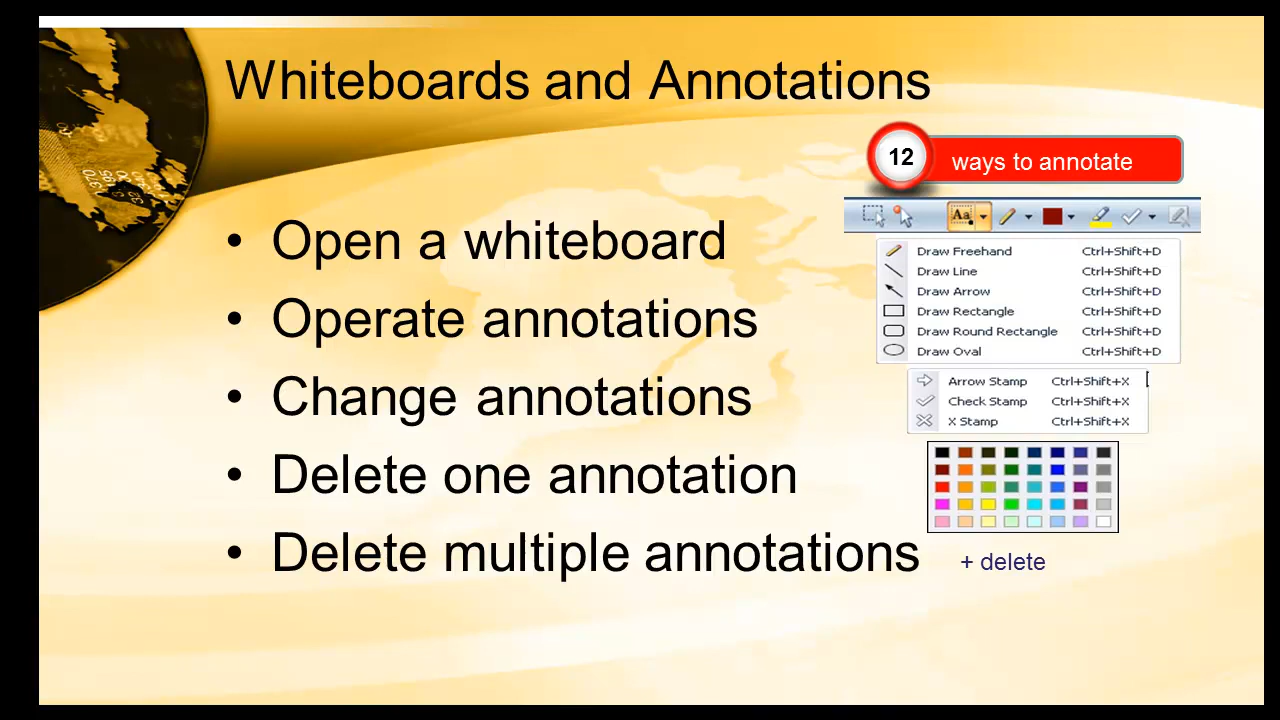 Whiteboards and Annotations
12 ways to annotate
Aa
• Open a whiteboard
• Operate annotations
• Change annotations
• Delete one annotation
• Delete multiple annotations
Draw Freehand Ctrl+Shift+D
Draw Line Ctrl+Shift+D
Draw Arrow Ctrl+Shift+D
Draw Rectangle Ctrl+Shift+D
Draw Round Rectangle Ctrl+Shift+D
Draw Oval Ctrl+Shift+D
Arrow Stamp Ctrl+Shift+X
Check Stamp Ctrl+Shift+X
X Stamp Ctrl+Shift+X
+ delete